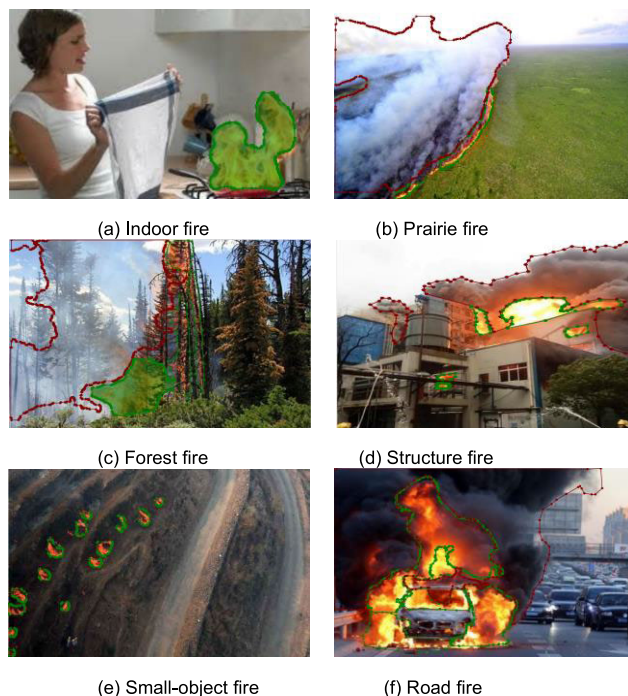 (a) Indoor fire
(b) Prairie fire
(c) Forest fire
(d) Structure fire
(e) Small-object fire
(f) Road fire